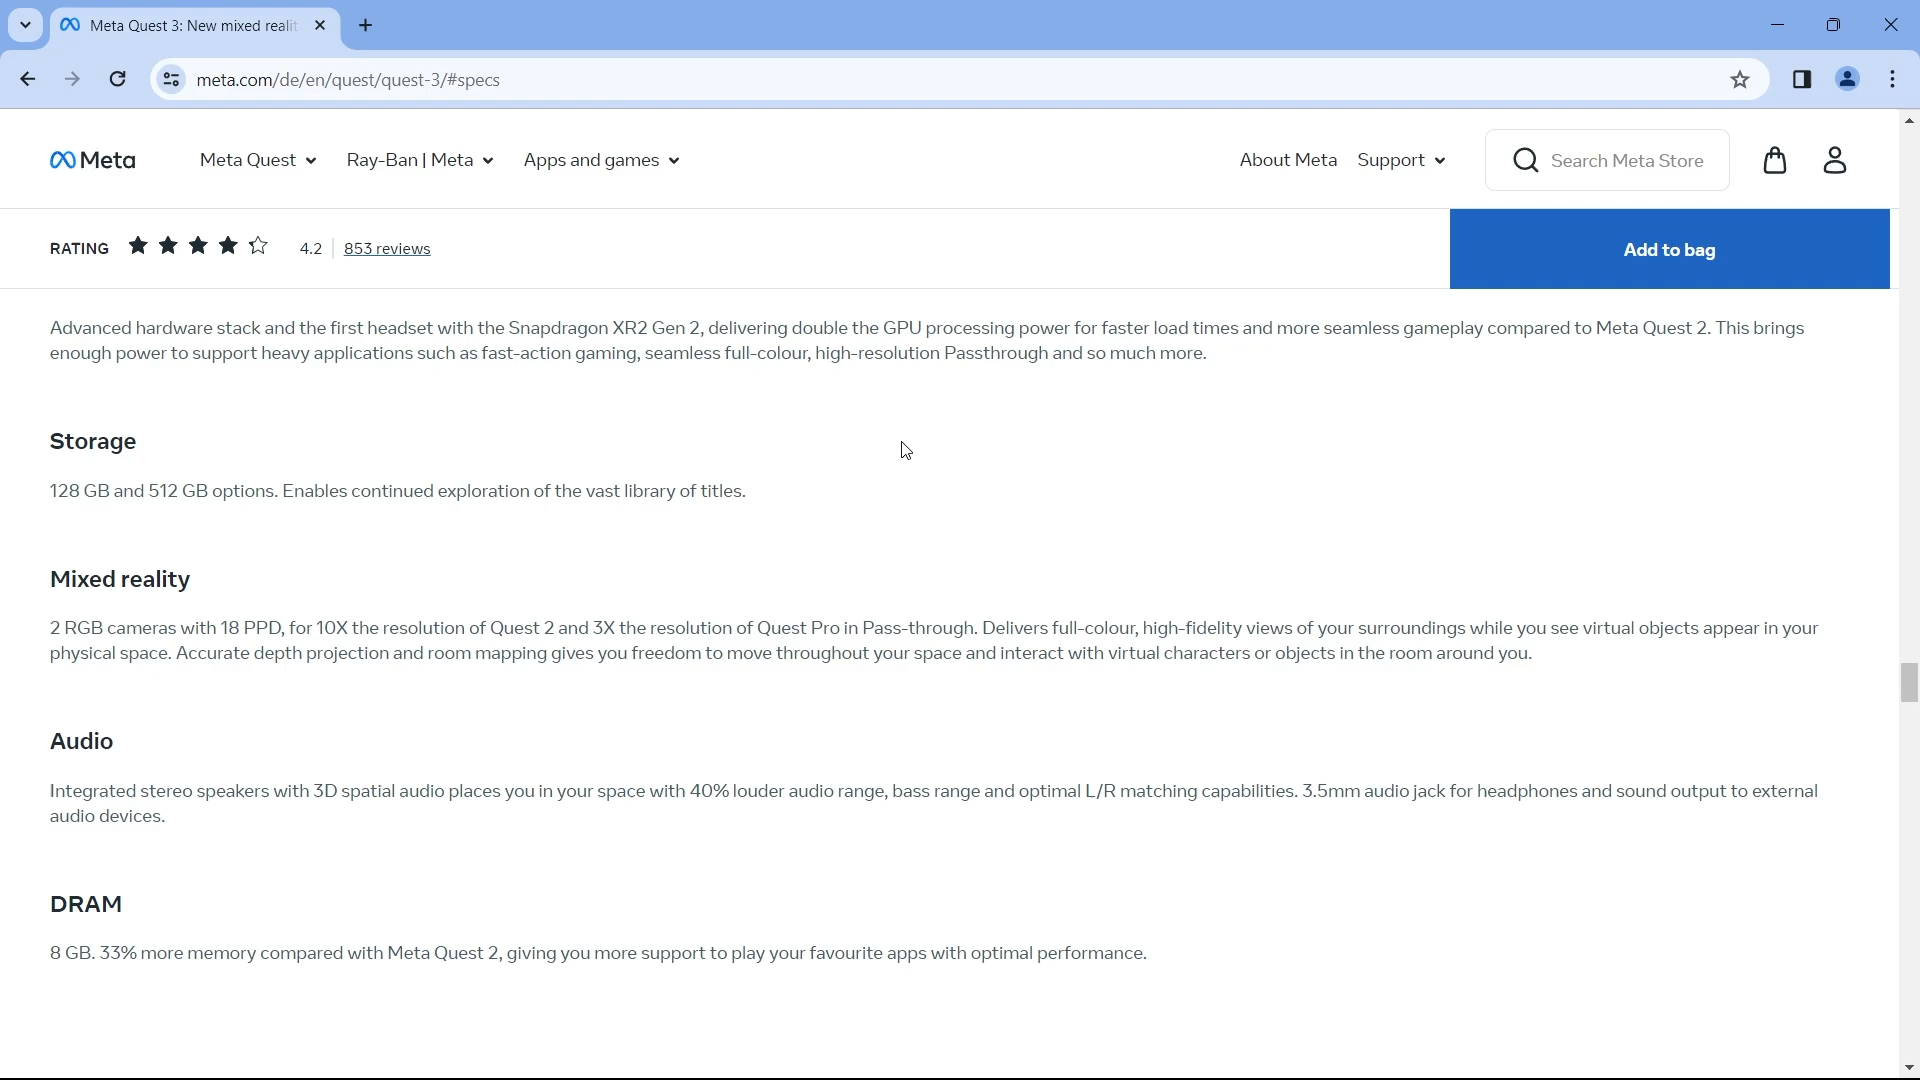 Meta Quest 3: New mixed realit
meta.com/de/en/quest/quest-3/#specs
Meta
Meta Quest
Ray-Ban | Meta
Apps and games
About Meta
Support
Search Meta Store
RATING
4.2
853 reviews
Add to bag
Advanced hardware stack and the first headset with the Snapdragon XR2 Gen 2, delivering double the GPU processing power for faster load times and more seamless gameplay compared to Meta Quest 2. This brings
enough power to support heavy applications such as fast-action gaming, seamless full-colour, high-resolution Passthrough and so much more.
Storage
128 GB and 512 GB options. Enables continued exploration of the vast library of titles.
Mixed reality
2 RGB cameras with 18 PPD, for 10X the resolution of Quest 2 and 3X the resolution of Quest Pro in Pass-through. Delivers full-colour, high-fidelity views of your surroundings while you see virtual objects appear in your
physical space. Accurate depth projection and room mapping gives you freedom to move throughout your space and interact with virtual characters or objects in the room around you.
Audio
Integrated stereo speakers with 3D spatial audio places you in your space with 40% louder audio range, bass range and optimal L/R matching capabilities. 3.5mm audio jack for headphones and sound output to external
audio devices.
DRAM
8 GB. 33% more memory compared with Meta Quest 2, giving you more support to play your favourite apps with optimal performance.